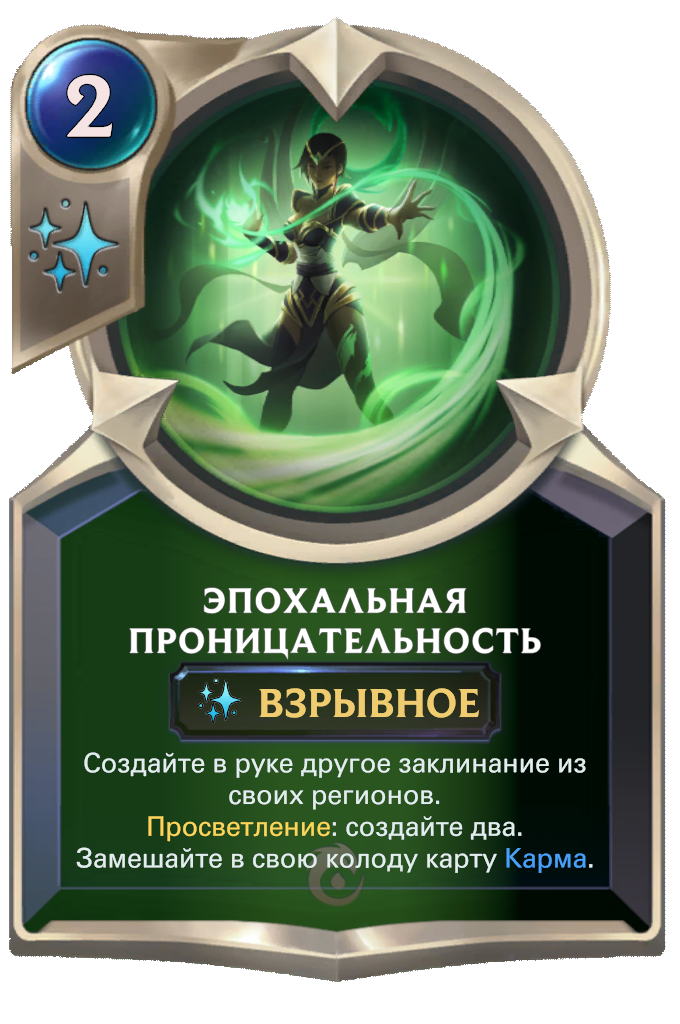 2
ЭПОХАЛЬНАЯ
ПРОНИЦАТЕЛЬНОСТЬ
ВЗРЫВНОЕ
Создайте в руке другое заклинание из
своих регионов.
Просветление: создайте два.
Замешайте в свою колоду карту Карма.